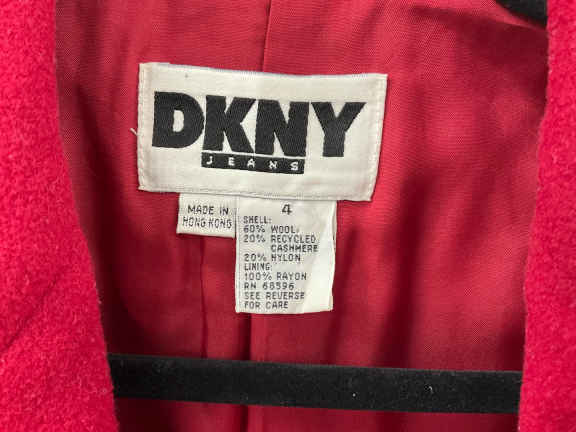 DKNY
JEANS
MADE IN
HONG KONG
4
SHELL:
60% WOOL:
20% RECYCLED
CASHMERE
20% NYLON
LINING:
100% RAYON
RN 68596
SEE REVERSE
FOR CARE